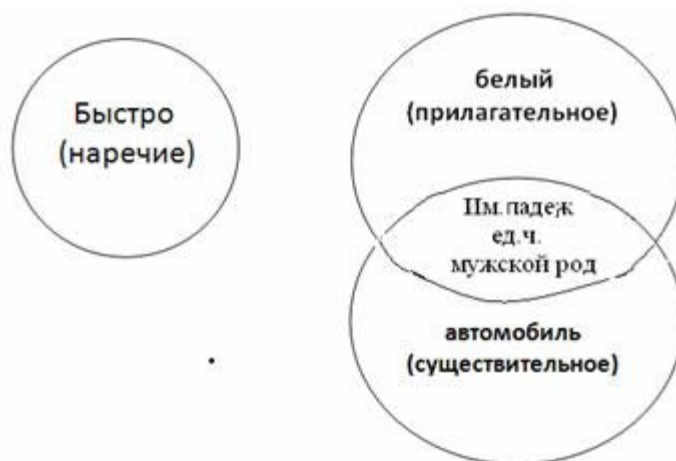 Быстро
(наречие)
белый
(прилагательное)
Им.падеж
ед.ч.
мужской род
автомобиль
(существительное)